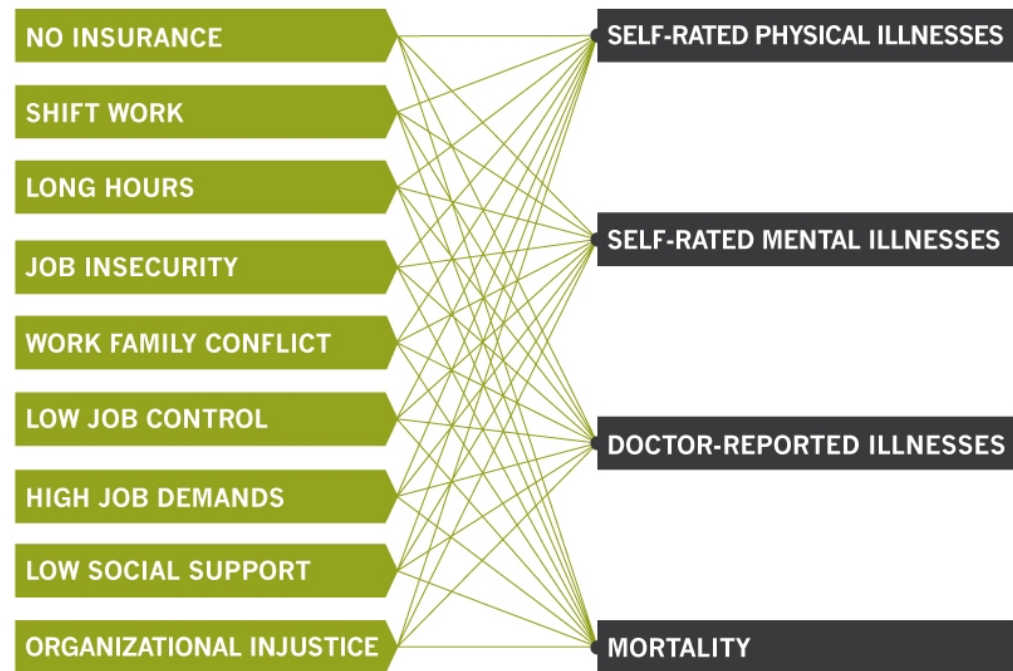 NO INSURANCE
SHIFT WORK
LONG HOURS
JOB INSECURITY
WORK FAMILY CONFLICT
LOW JOB CONTROL
HIGH JOB DEMANDS
LOW SOCIAL SUPPORT
ORGANIZATIONAL INJUSTICE
SELF-RATED PHYSICAL ILLNESSES
SELF-RATED MENTAL ILLNESSES
DOCTOR-REPORTED ILLNESSES
MORTALITY